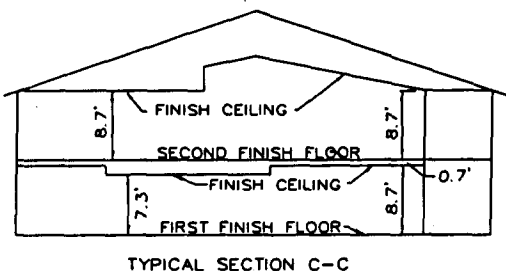 FINISH CEILING
8.7'
8.7'
SECOND FINISH FLOOR
FINISH CEILING
0.7'
7.3'
8.7'
FIRST FINISH FLOOR
TYPICAL SECTION C-C